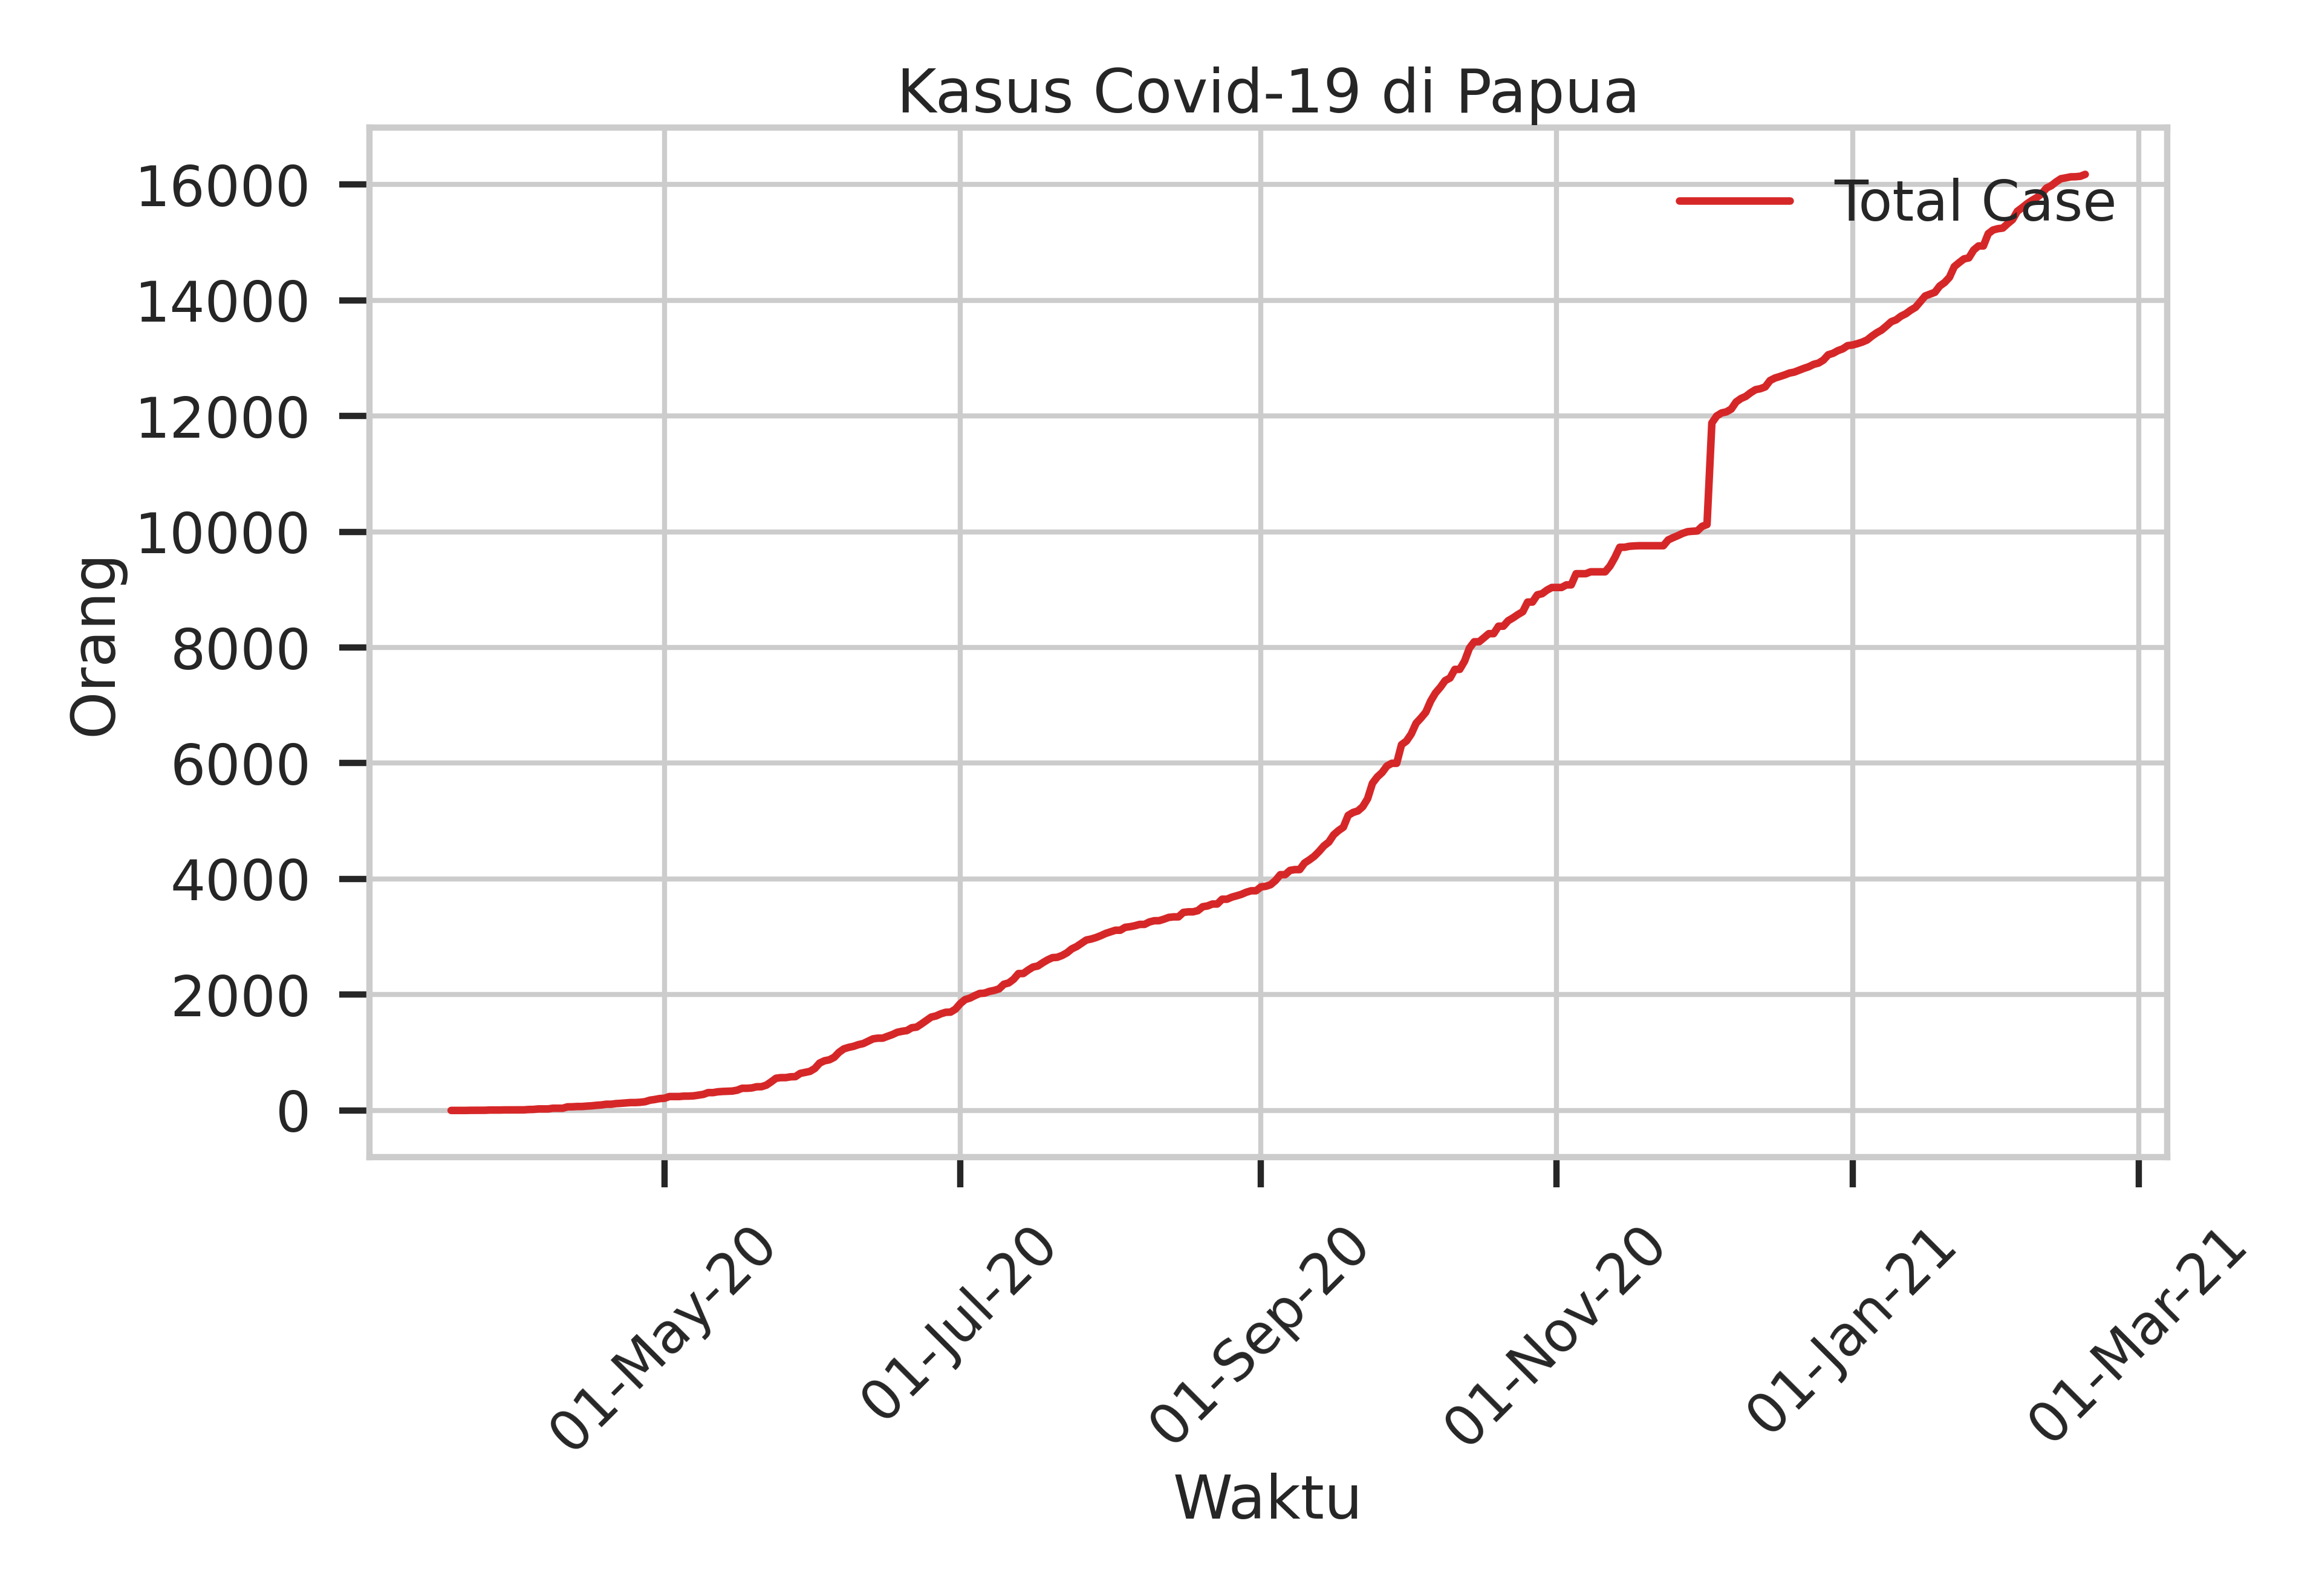 Kasus Covid-19 di Papua
Total Case
Orang
16000
14000
12000
10000
8000
6000
4000
2000
0
01-May-20
01-Jul-20
01-Sep-20
01-Nov-20
01-Jan-21
01-Mar-21
Waktu